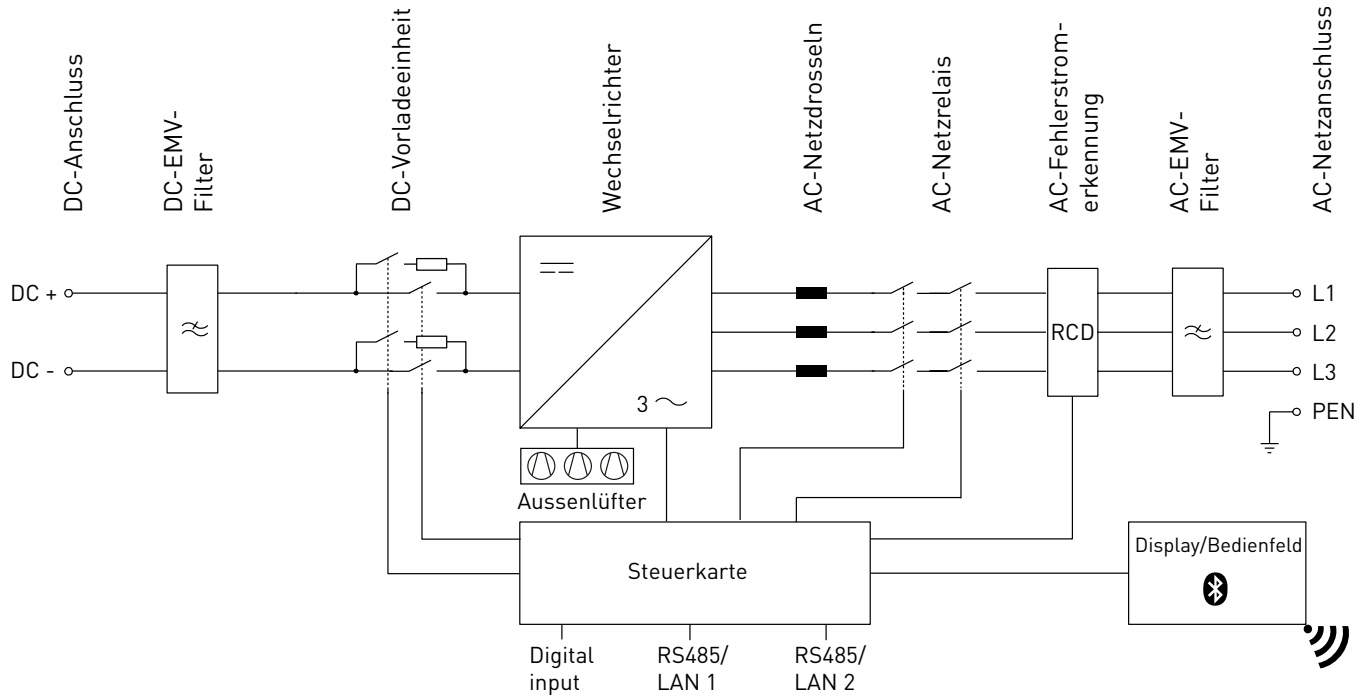 DC-Anschluss
DC-EMV-
Filter
DC-Vorladeeinheit
Wechselrichter
AC-Netzdrosseln
AC-Netzrelais
AC-Fehlerstrom-
erkennung
AC-EMV-
Filter
AC-Netzanschluss
DC +
DC -
3
RCD
L1
L2
L3
PEN
Aussenlüfter
Steuerkarte
Display/Bedienfeld
Digital
input
RS485/
LAN 1
RS485/
LAN 2